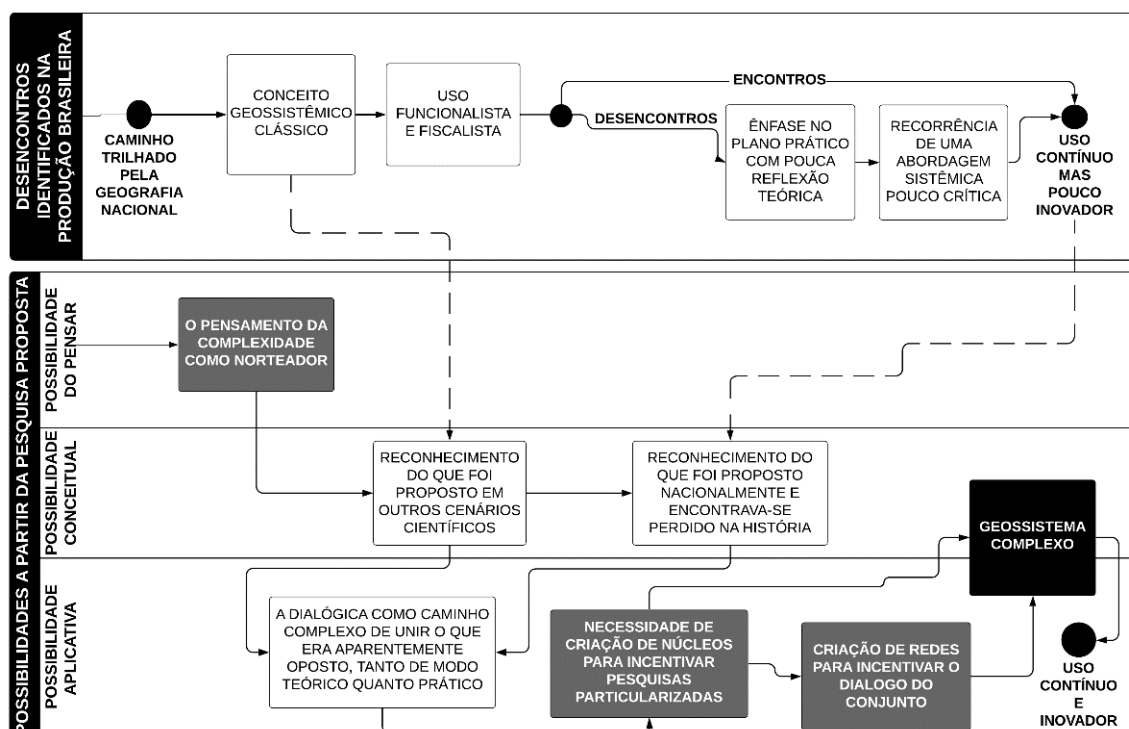 DESENCONTROS
IDENTIFICADOS NA
PRODUÇÃO BRASILEIRA
CAMINHO
TRILHADO
PELA
GEOGRAFIA
NACIONAL
CONCEITO
GEOSSISTÊMICO
CLÁSSICO
USO
FUNCIONALISTA
E FISCALISTA
ENCONTROS
DESENCONTROS
ÊNFASE NO
PLANO PRÁTICO
COM POUCA
REFLEXÃO
TEÓRICA
RECORRÊNCIA
DE UMA
ABORDAGEM
SISTÊMICA
POUCO CRÍTICA
USO
CONTÍNUO
MAS POUCO
INOVADOR
POSSIBILIDADES A PARTIR DA PESQUISA PROPOSTA
POSSIBILIDADE
DO PENSAR
O PENSAMENTO DA
COMPLEXIDADE
COMO NORTEADOR
POSSIBILIDADE
CONCEITUAL
RECONHECIMENTO
DO QUE FOI
PROPOSTO EM
OUTROS CENÁRIOS
CIENTÍFICOS
RECONHECIMENTO DO
QUE FOI PROPOSTO
NACIONALMENTE E
ENCONTRAVA-SE
PERDIDO NA HISTÓRIA
GEOSSISTEMA
COMPLEXO
POSSIBILIDADE
APLICATIVA
A DIALÓGICA COMO CAMINHO
COMPLEXO DE UNIR O QUE
ERA APARENTEMENTE
OPOSTO, TANTO DE MODO
TEÓRICO QUANTO PRÁTICO
NECESSIDADE DE
CRIAÇÃO DE NÚCLEOS
PARA INCENTIVAR
PESQUISAS
PARTICULARIZADAS
CRIAÇÃO DE REDES
PARA INCENTIVAR O
DIALOGO DO
CONJUNTO
USO
CONTÍNUO
E
INOVADOR